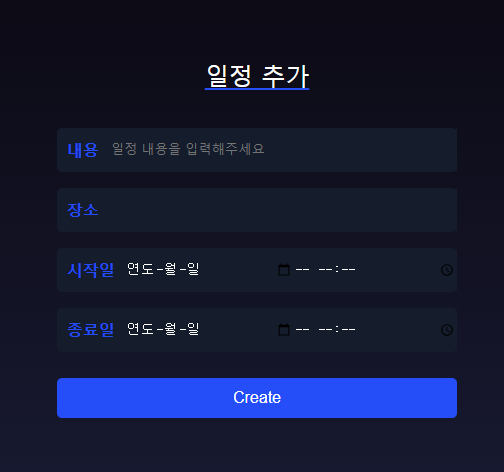 일정 추가
내용 일정 내용을 입력해주세요
장소
시작일 연도-월-일 -- --:--
종료일 연도-월-일 -- --:--
Create